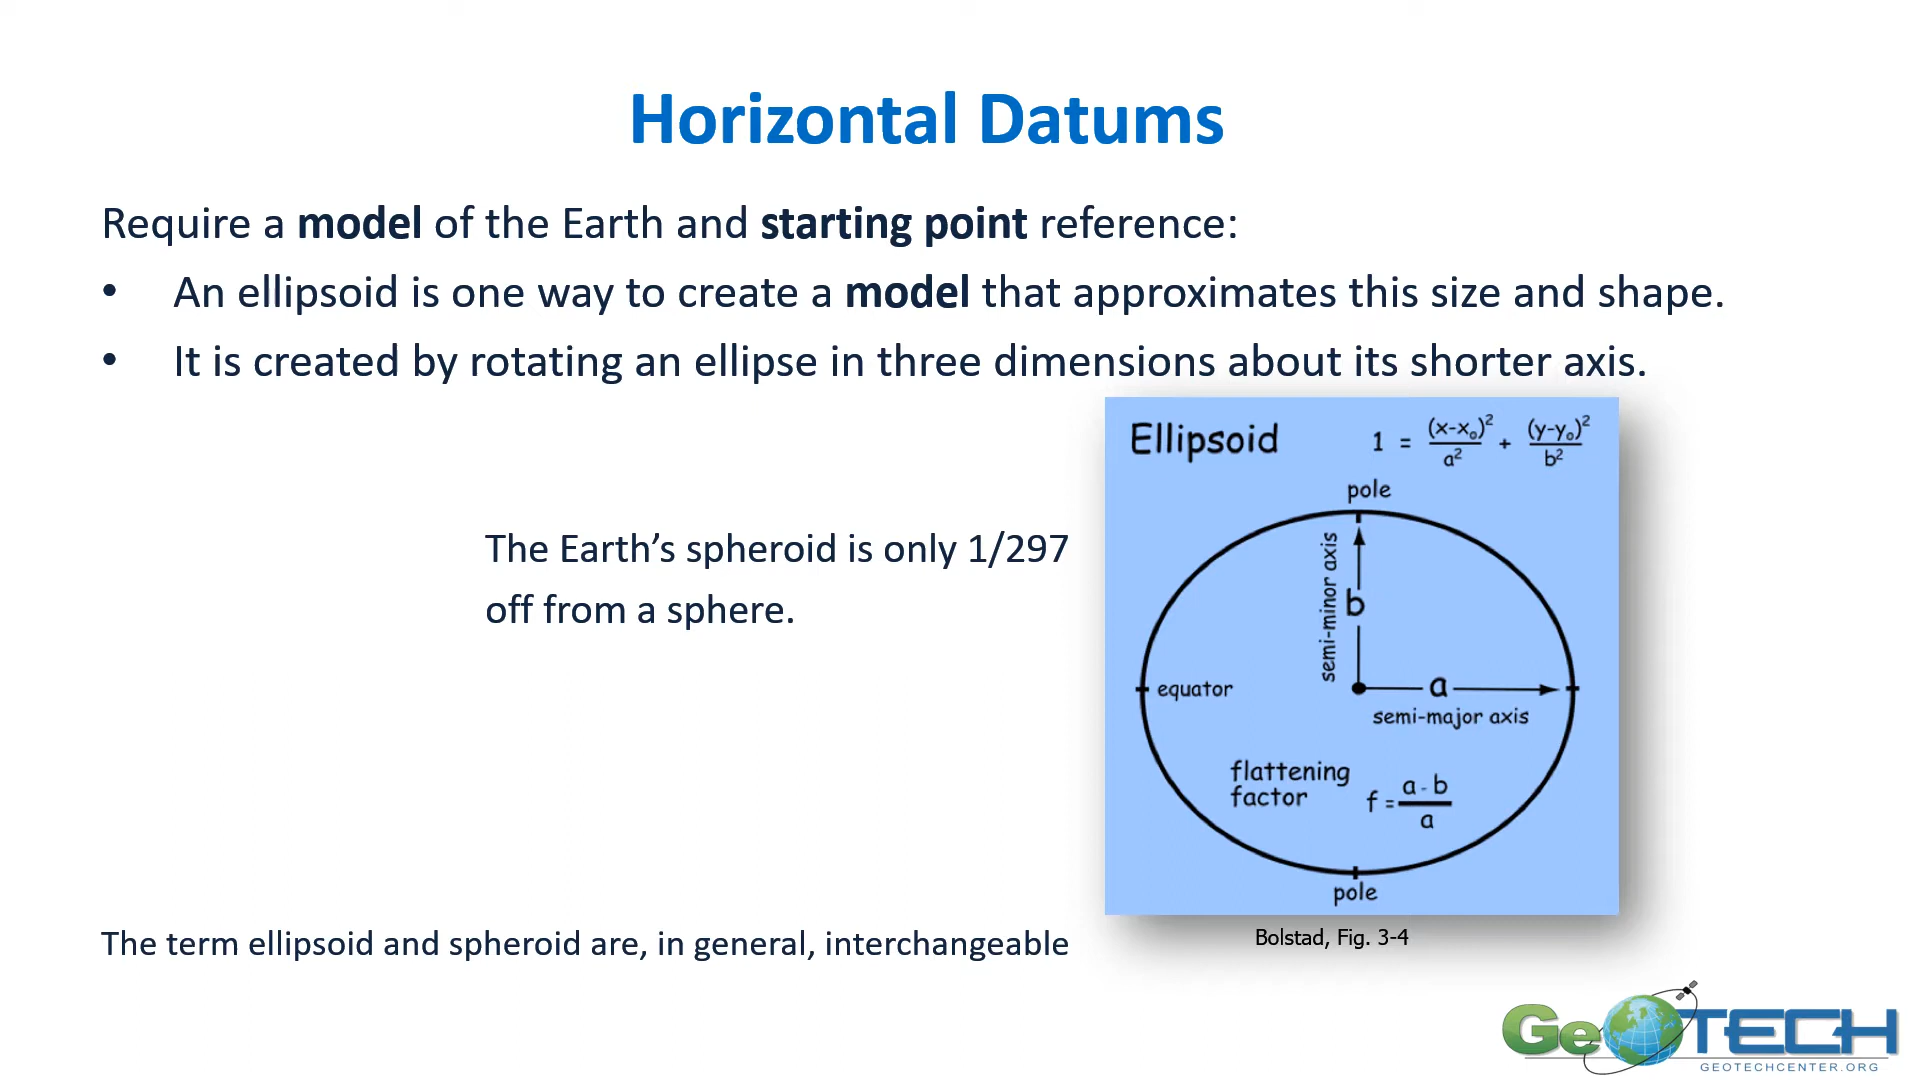 Horizontal Datums
Require a model of the Earth and starting point reference:
• An ellipsoid is one way to create a model that approximates this size and shape.
• It is created by rotating an ellipse in three dimensions about its shorter axis.
Ellipsoid
1 = (x-x₀)²/a² + (y-y₀)²/b²
pole
semi-minor axis
b
The Earth’s spheroid is only 1/297
off from a sphere.
equator
a
semi-major axis
flattening
factor
f = a - b/a
pole
The term ellipsoid and spheroid are, in general, interchangeable
Bolstad, Fig. 3-4
GeoTECH
GEOTECHCENTER.ORG